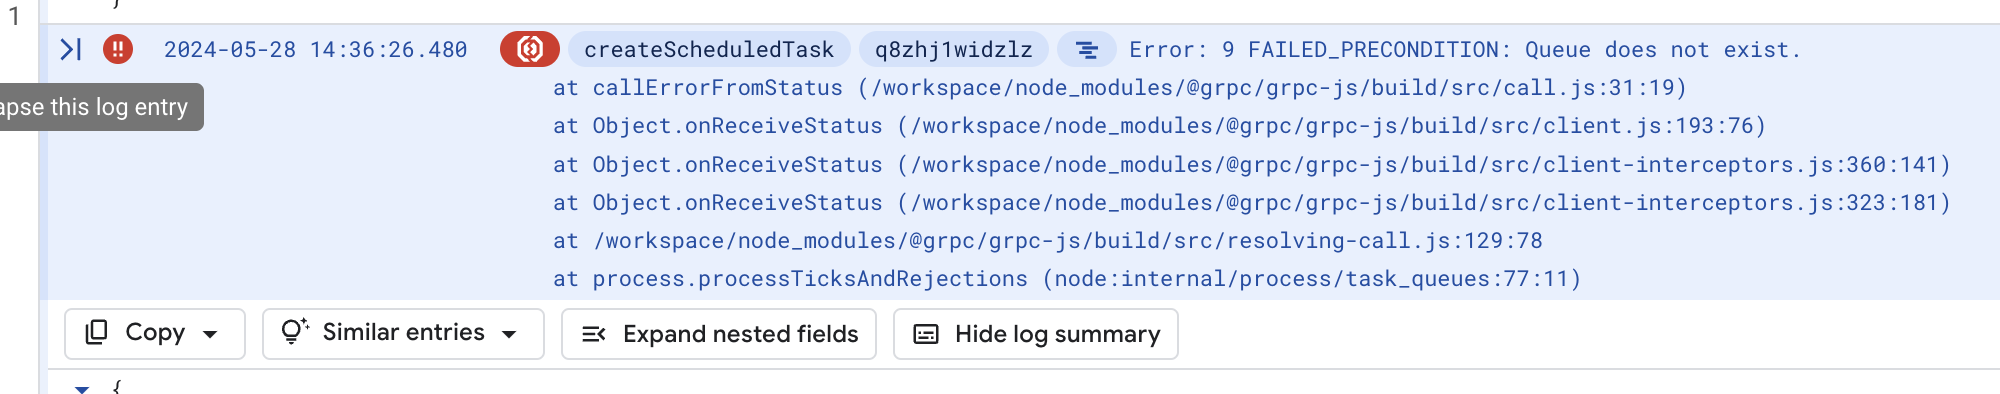 1
}
2024-05-28 14:36:26.480 createScheduledTask q8zhj1widzlz Error: 9 FAILED_PRECONDITION: Queue does not exist.
at callErrorFromStatus (/workspace/node_modules/@grpc/grpc-js/build/src/call.js:31:19)
apse this log entry
at Object.onReceiveStatus (/workspace/node_modules/@grpc/grpc-js/build/src/client.js:193:76)
at Object.onReceiveStatus (/workspace/node_modules/@grpc/grpc-js/build/src/client-interceptors.js:360:141)
at Object.onReceiveStatus (/workspace/node_modules/@grpc/grpc-js/build/src/client-interceptors.js:323:181)
at /workspace/node_modules/@grpc/grpc-js/build/src/resolving-call.js:129:78
at process.processTicksAndRejections (node:internal/process/task_queues:77:11)
Copy Similar entries Expand nested fields Hide log summary
{